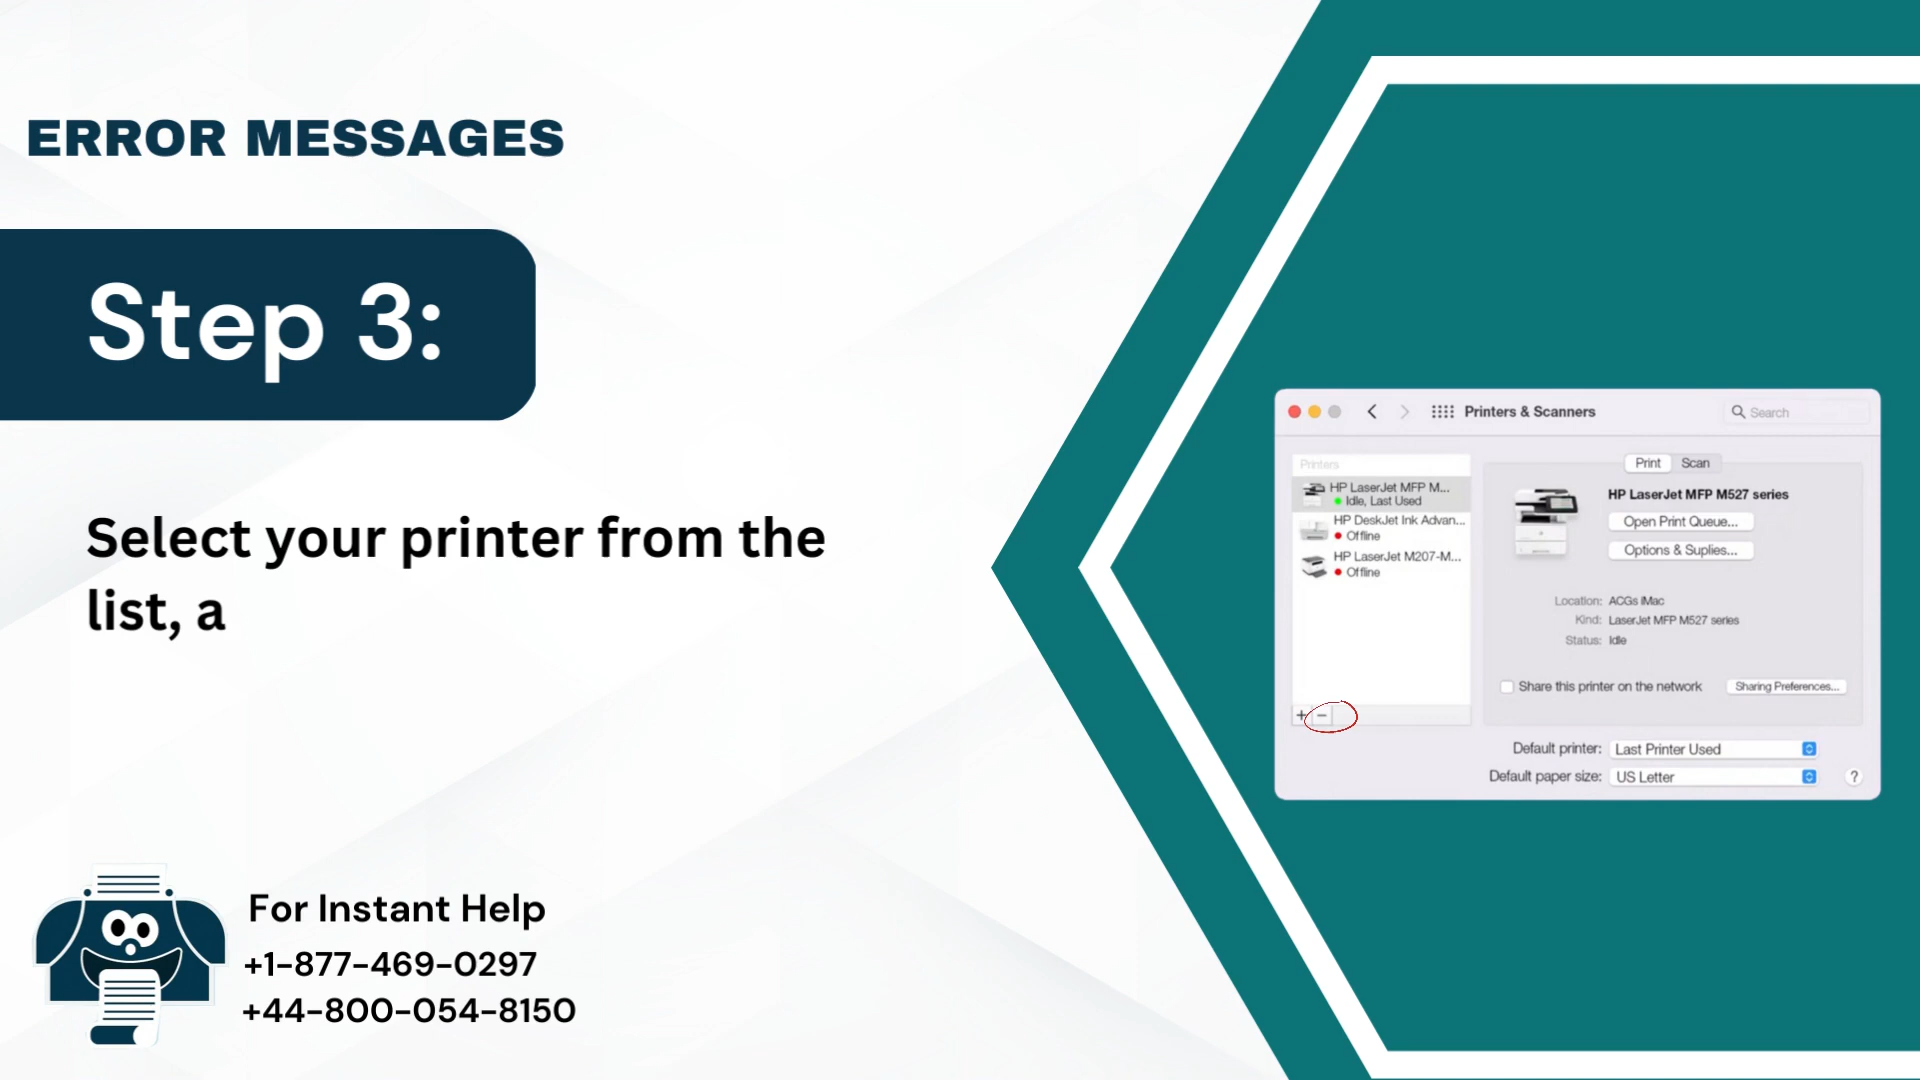 ERROR MESSAGES
Step 3:
Select your printer from the
list, a
For Instant Help
+1-877-469-0297
+44-800-054-8150
Printers & Scanners
Search
Printers
HP LaserJet MFP M...
Idle, Last Used
HP DeskJet Ink Advan...
Offline
HP LaserJet M207-M...
Offline
+ −
Print Scan
HP LaserJet MFP M527 series
Open Print Queue...
Options & Suplies...
Location: ACGs iMac
Kind: LaserJet MFP M527 series
Status: Idle
Share this printer on the network
Sharing Preferences...
Default printer: Last Printer Used
Default paper size: US Letter
?